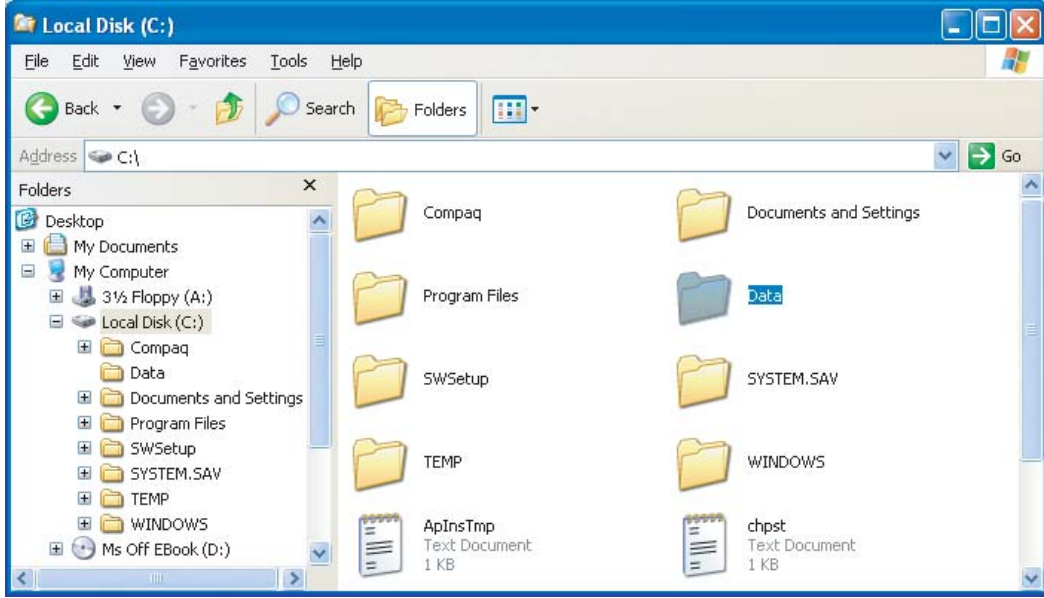 Local Disk (C:)
File Edit View Favorites Tools Help
Back Search Folders
Address C:\ Go
Folders
Desktop
My Documents
My Computer
3½ Floppy (A:)
Local Disk (C:)
Compaq
Data
Documents and Settings
Program Files
SWSetup
SYSTEM.SAV
TEMP
WINDOWS
Ms Off EBook (D:)
Compaq
Documents and Settings
Program Files
Data
SWSetup
SYSTEM.SAV
TEMP
WINDOWS
ApInsTmp
Text Document
1 KB
chpst
Text Document
1 KB